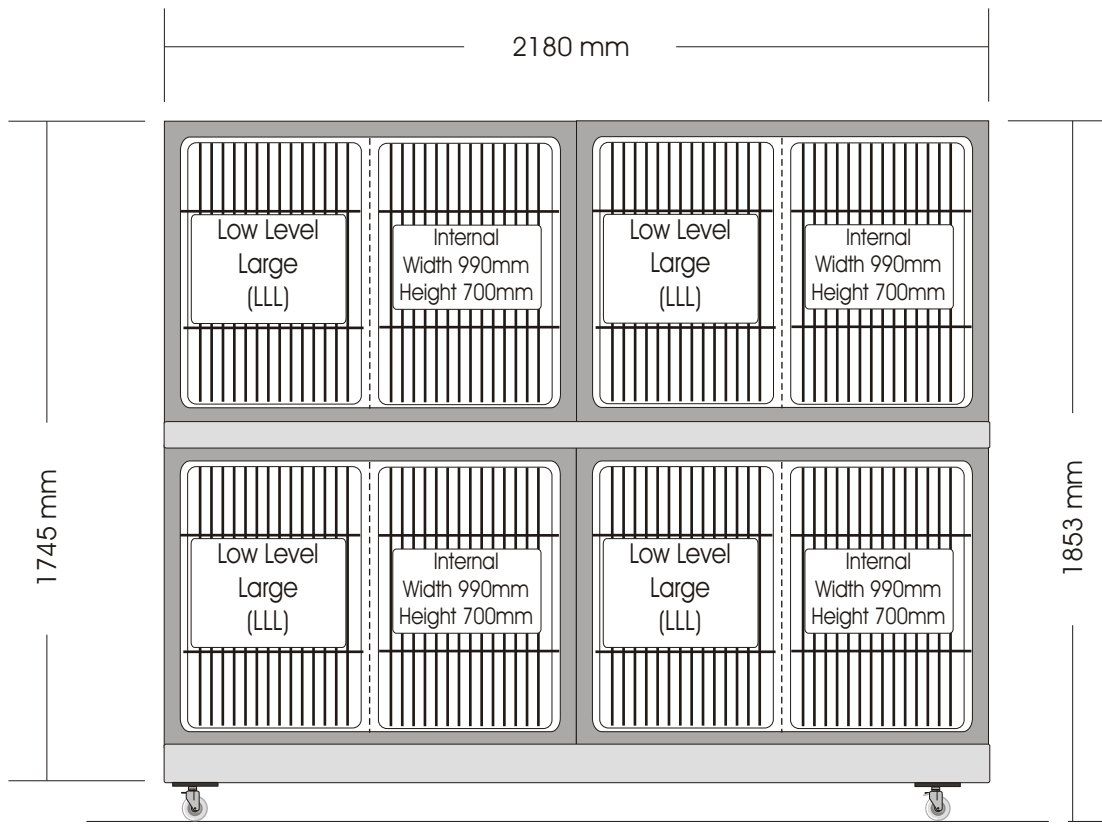 2180 mm
1745 mm
1853 mm
Low Level
Large
(LLL)
Internal
Width 990mm
Height 700mm
Low Level
Large
(LLL)
Internal
Width 990mm
Height 700mm
Low Level
Large
(LLL)
Internal
Width 990mm
Height 700mm
Low Level
Large
(LLL)
Internal
Width 990mm
Height 700mm